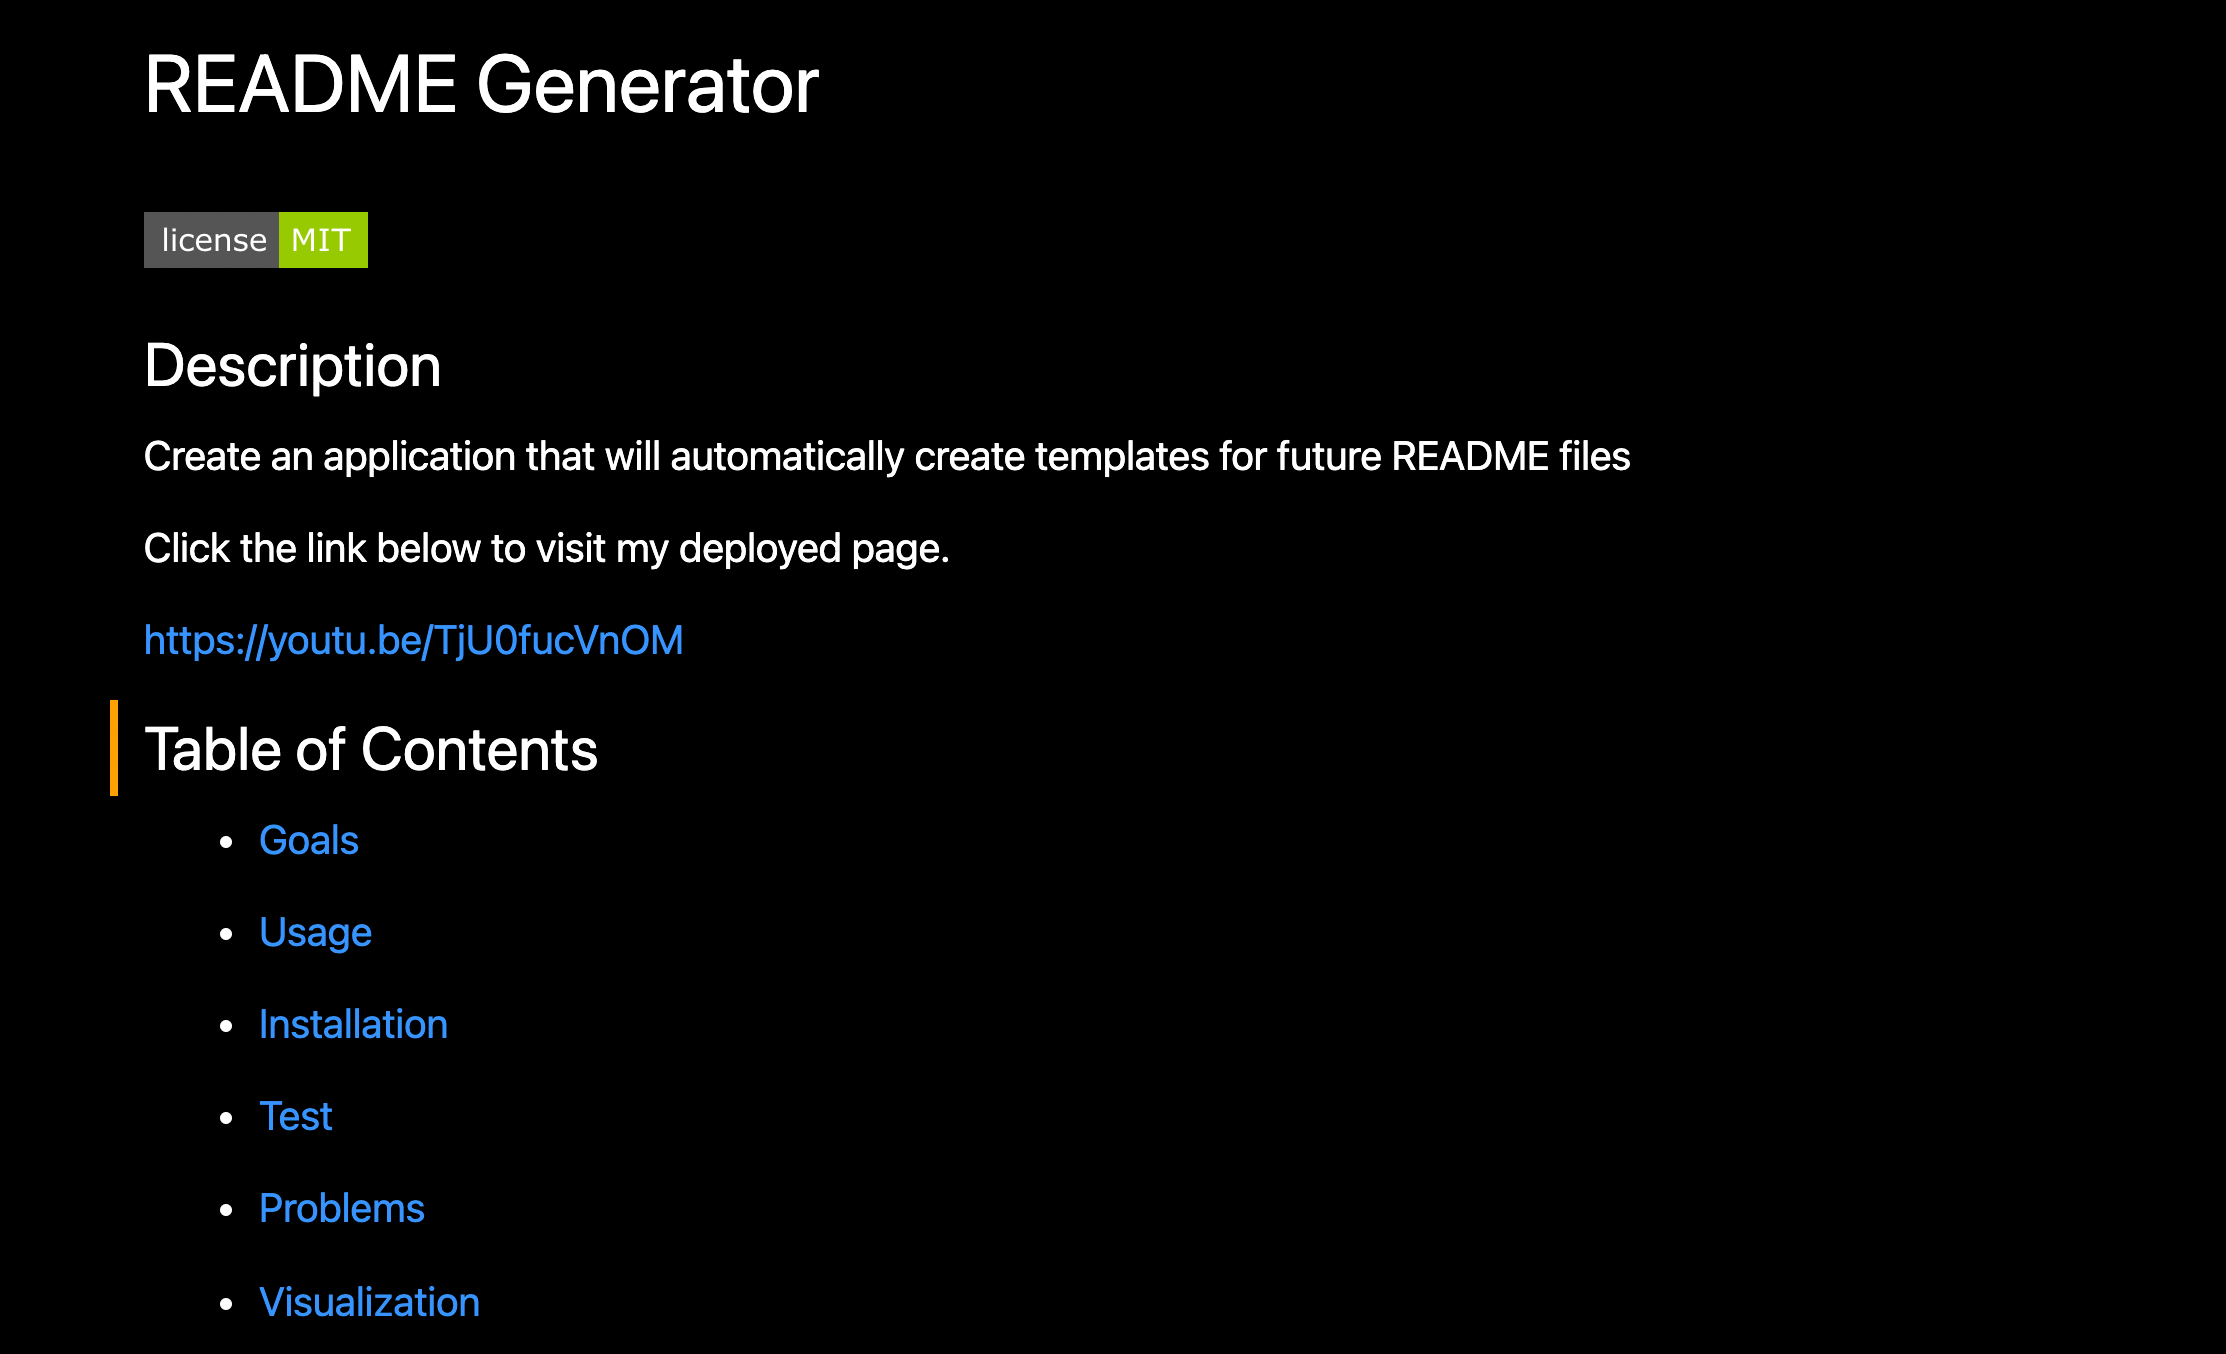 README Generator
license MIT
Description
Create an application that will automatically create templates for future README files
Click the link below to visit my deployed page.
https://youtu.be/TjU0fucVnOM
Table of Contents
Goals
Usage
Installation
Test
Problems
Visualization